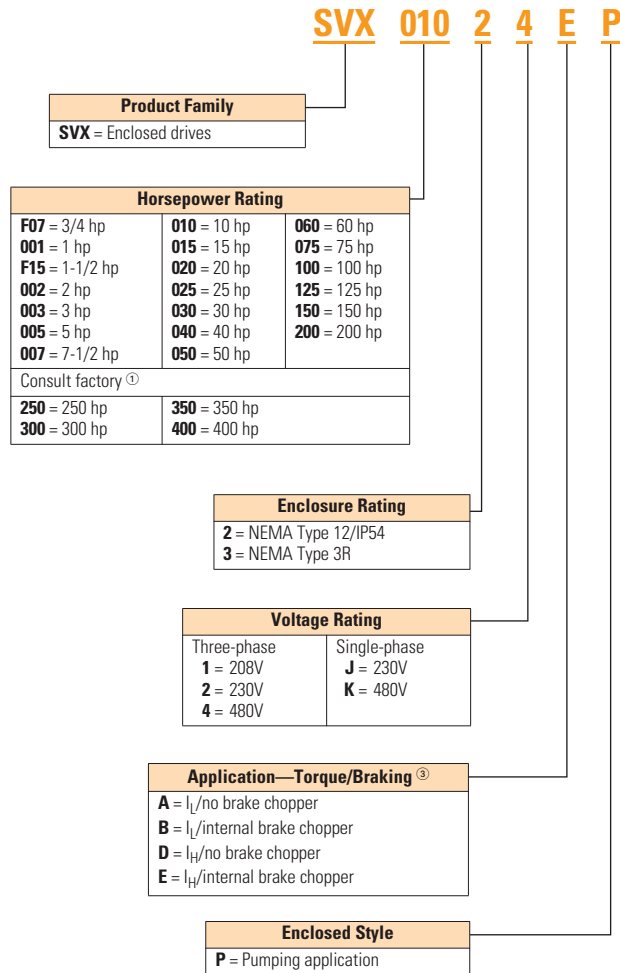 SVX 010 2 4 E P
Product Family
SVX = Enclosed drives
Horsepower Rating
F07 = 3/4 hp
001 = 1 hp
F15 = 1-1/2 hp
002 = 2 hp
003 = 3 hp
005 = 5 hp
007 = 7-1/2 hp
010 = 10 hp
015 = 15 hp
020 = 20 hp
025 = 25 hp
030 = 30 hp
040 = 40 hp
050 = 50 hp
060 = 60 hp
075 = 75 hp
100 = 100 hp
125 = 125 hp
150 = 150 hp
200 = 200 hp
Consult factory ①
250 = 250 hp
300 = 300 hp
350 = 350 hp
400 = 400 hp
Enclosure Rating
2 = NEMA Type 12/IP54
3 = NEMA Type 3R
Voltage Rating
Three-phase
1 = 208V
2 = 230V
4 = 480V
Single-phase
J = 230V
K = 480V
Application—Torque/Braking ③
A = IL/no brake chopper
B = IL/internal brake chopper
D = IH/no brake chopper
E = IH/internal brake chopper
Enclosed Style
P = Pumping application